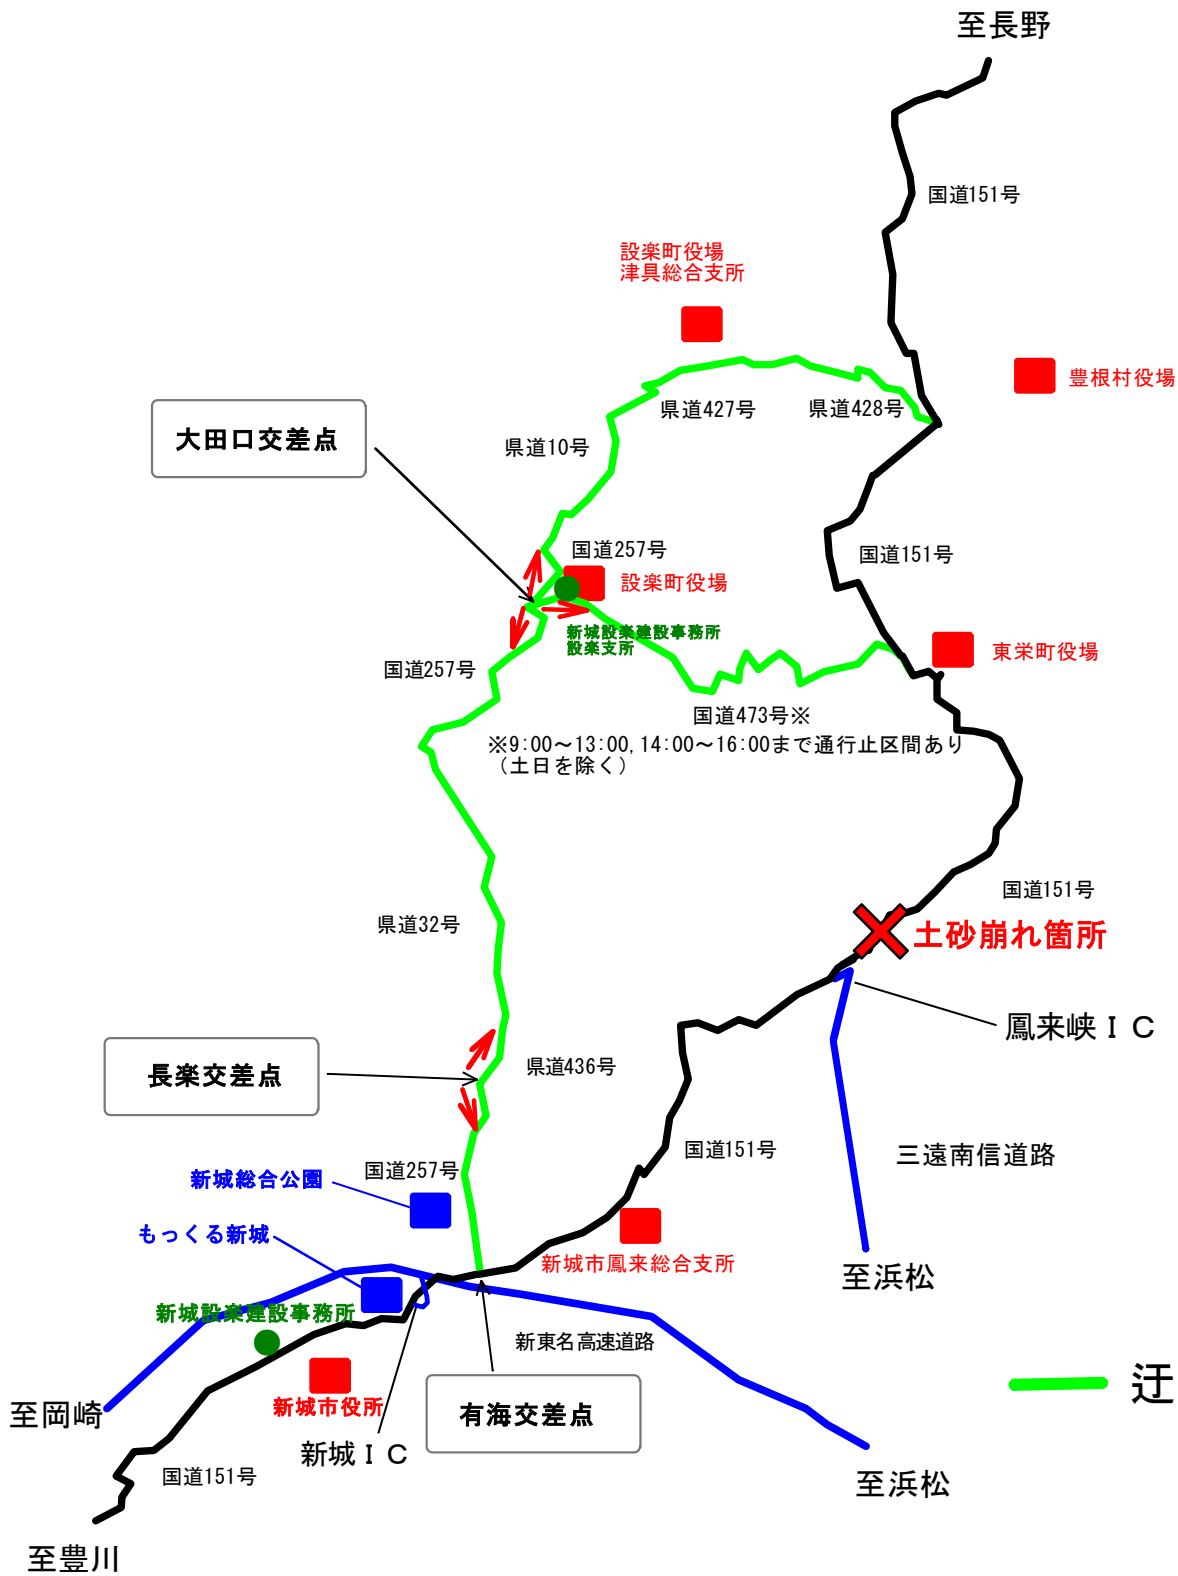 至長野
国道151号
設楽町役場
津具総合支所
豊根村役場
県道427号
県道428号
大田口交差点
県道10号
国道257号
国道151号
設楽町役場
新城設楽建設事務所
設楽支所
東栄町役場
国道257号
国道473号※
※9:00～13:00,14:00～16:00まで通行止区間あり
（土日を除く）
国道151号
県道32号
土砂崩れ箇所
鳳来峡ＩＣ
長楽交差点
県道436号
国道151号
三遠南信道路
国道257号
新城総合公園
もっくる新城
新城市鳳来総合支所
至浜松
新城設楽建設事務所
新東名高速道路
迂
至岡崎
新城市役所
有海交差点
新城ＩＣ
国道151号
至浜松
至豊川